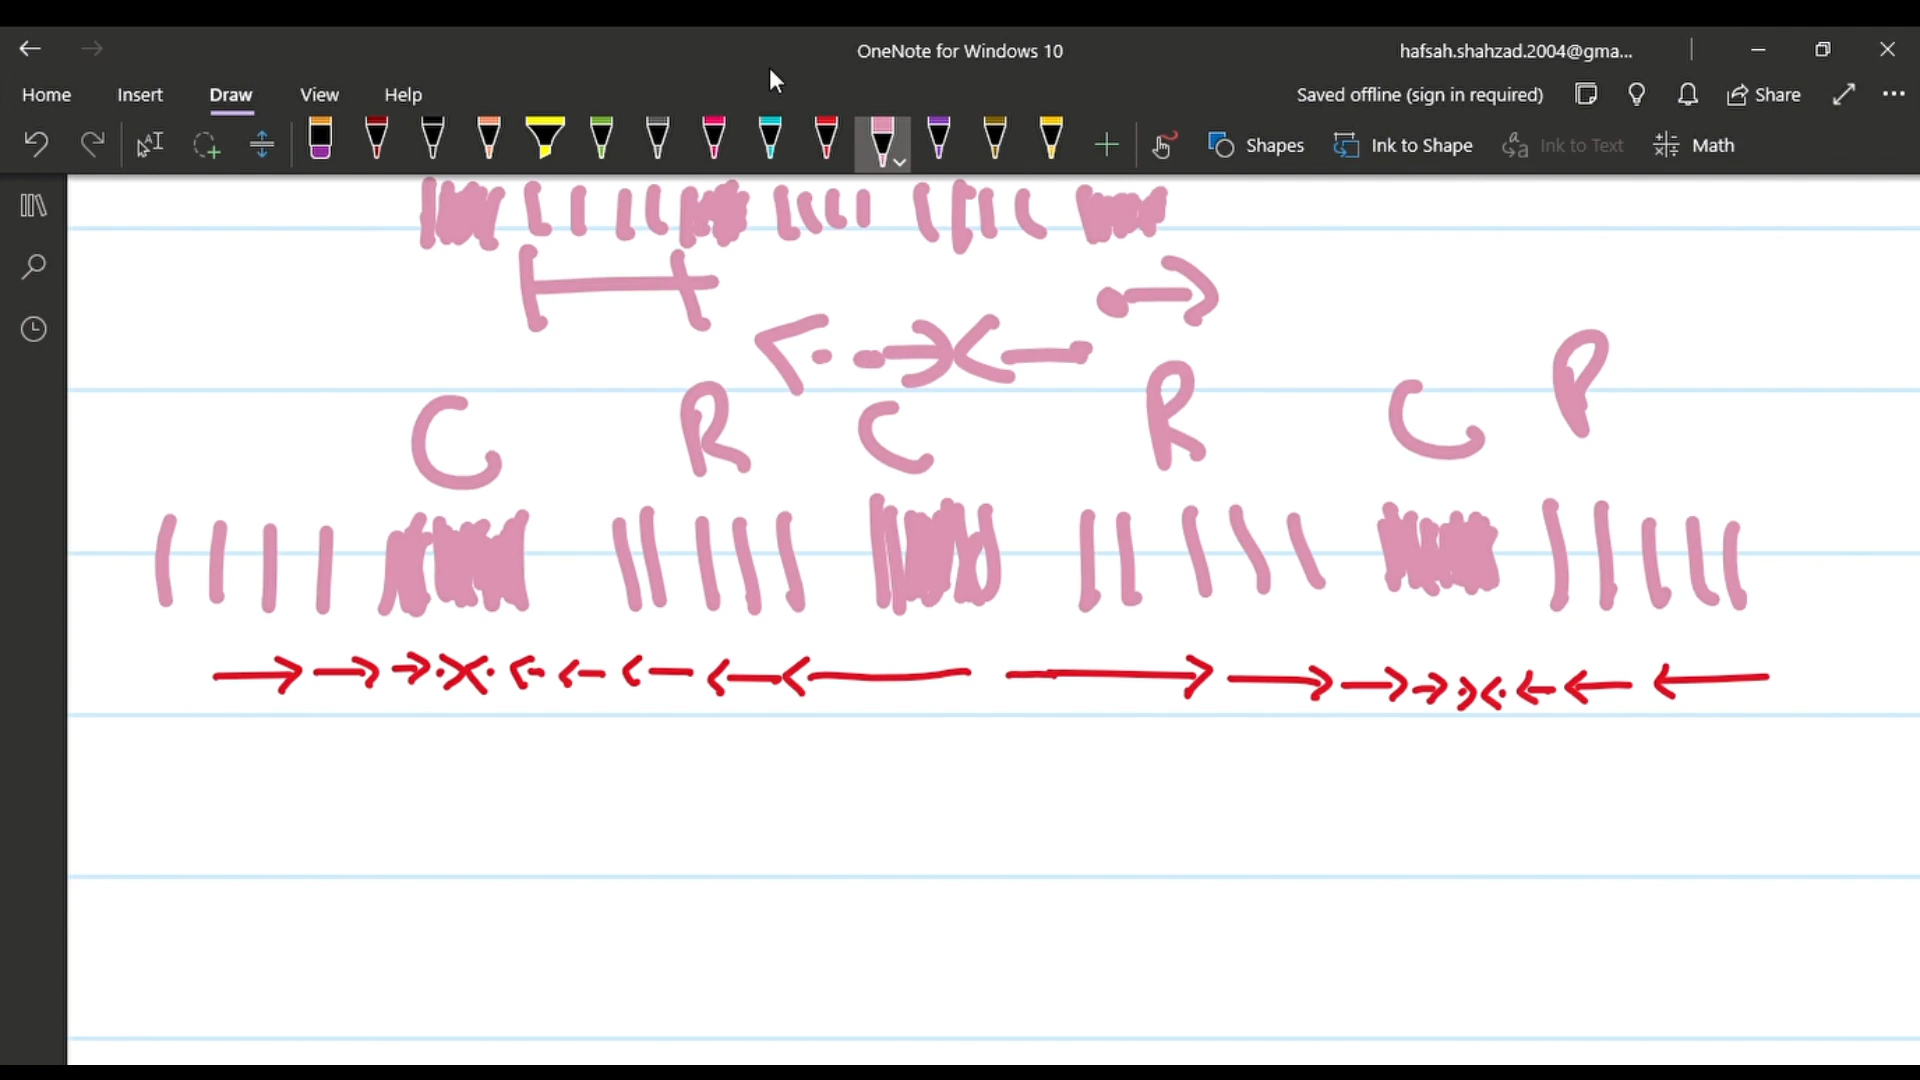 OneNote for Windows 10
hafsah.shahzad.2004@gma...
Home Insert Draw View Help
Saved offline (sign in required) Share
Shapes Ink to Shape Ink to Text Math
C R C R C P